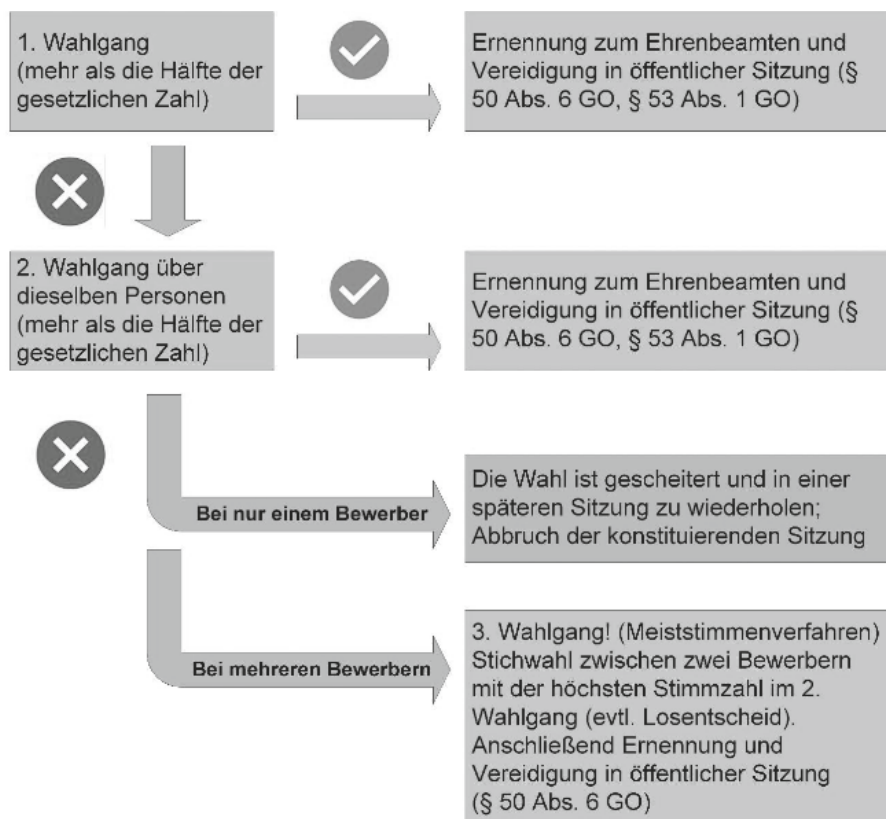 1. Wahlgang
(mehr als die Hälfte der
gesetzlichen Zahl)
Ernennung zum Ehrenbeamten und
Vereidigung in öffentlicher Sitzung (§
50 Abs. 6 GO, § 53 Abs. 1 GO)
2. Wahlgang über
dieselben Personen
(mehr als die Hälfte der
gesetzlichen Zahl)
Ernennung zum Ehrenbeamten und
Vereidigung in öffentlicher Sitzung (§
50 Abs. 6 GO, § 53 Abs. 1 GO)
Bei nur einem Bewerber
Die Wahl ist gescheitert und in einer
späteren Sitzung zu wiederholen;
Abbruch der konstituierenden Sitzung
Bei mehreren Bewerbern
3. Wahlgang! (Meiststimmenverfahren)
Stichwahl zwischen zwei Bewerbern
mit der höchsten Stimmzahl im 2.
Wahlgang (evtl. Losentscheid).
Anschließend Ernennung und
Vereidigung in öffentlicher Sitzung
(§ 50 Abs. 6 GO)